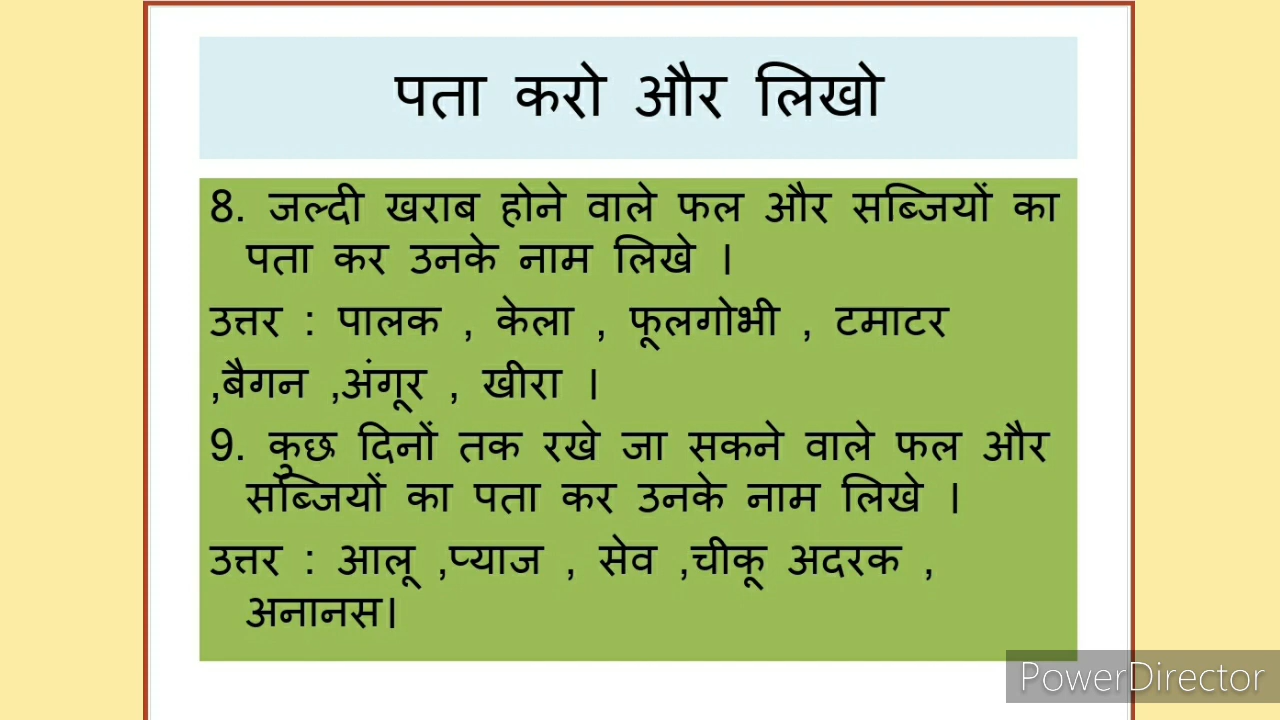 पता करो और लिखो
8. जल्दी खराब होने वाले फल और सब्जियों का
पता कर उनके नाम लिखे ।
उत्तर : पालक , केला , फूलगोभी , टमाटर
,बैगन ,अंगूर , खीरा ।
9. कुछ दिनों तक रखे जा सकने वाले फल और
सब्जियों का पता कर उनके नाम लिखे ।
उत्तर : आलू ,प्याज , सेव ,चीकू अदरक ,
अनानस।
PowerDirector